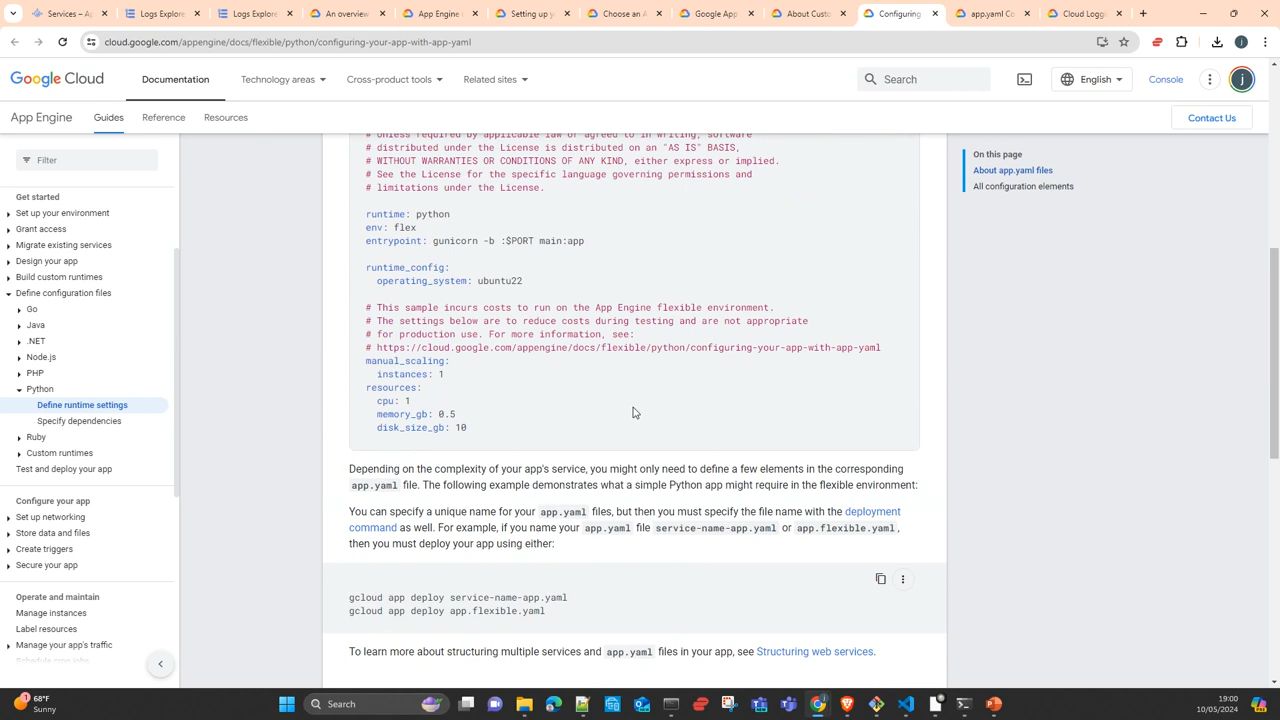 Services – A
Logs Explore
Logs Explore
An overview
App Engine
Setting up y
Choose an A
Google App
About Custo
Configuring
app.yaml Co
Cloud Loggi
cloud.google.com/appengine/docs/flexible/python/configuring-your-app-with-app-yaml
j
Google Cloud
Documentation
Technology areas
Cross-product tools
Related sites
Search
English
Console
j
App Engine
Guides
Reference
Resources
Contact Us
Filter
Get started
Set up your environment
Grant access
Migrate existing services
Design your app
Build custom runtimes
Define configuration files
Go
Java
.NET
Node.js
PHP
Python
Define runtime settings
Specify dependencies
Ruby
Custom runtimes
Test and deploy your app
Configure your app
Set up networking
Store data and files
Create triggers
Secure your app
Operate and maintain
Manage instances
Label resources
Manage your app's traffic
Schedule cron jobs
# Unless required by applicable law or agreed to in writing, software
# distributed under the License is distributed on an "AS IS" BASIS,
# WITHOUT WARRANTIES OR CONDITIONS OF ANY KIND, either express or implied.
# See the License for the specific language governing permissions and
# limitations under the License.
runtime: python
env: flex
entrypoint: gunicorn -b :$PORT main:app
runtime_config:
operating_system: ubuntu22
# This sample incurs costs to run on the App Engine flexible environment.
# The settings below are to reduce costs during testing and are not appropriate
# for production use. For more information, see:
# https://cloud.google.com/appengine/docs/flexible/python/configuring-your-app-with-app-yaml
manual_scaling:
instances: 1
resources:
cpu: 1
memory_gb: 0.5
disk_size_gb: 10
Depending on the complexity of your app's service, you might only need to define a few elements in the corresponding
app.yaml file. The following example demonstrates what a simple Python app might require in the flexible environment:
You can specify a unique name for your app.yaml files, but then you must specify the file name with the deployment
command as well. For example, if you name your app.yaml file service-name-app.yaml or app.flexible.yaml,
then you must deploy your app using either:
gcloud app deploy service-name-app.yaml
gcloud app deploy app.flexible.yaml
To learn more about structuring multiple services and app.yaml files in your app, see Structuring web services.
On this page
About app.yaml files
All configuration elements
68°F
Sunny
Search
19:00
10/05/2024